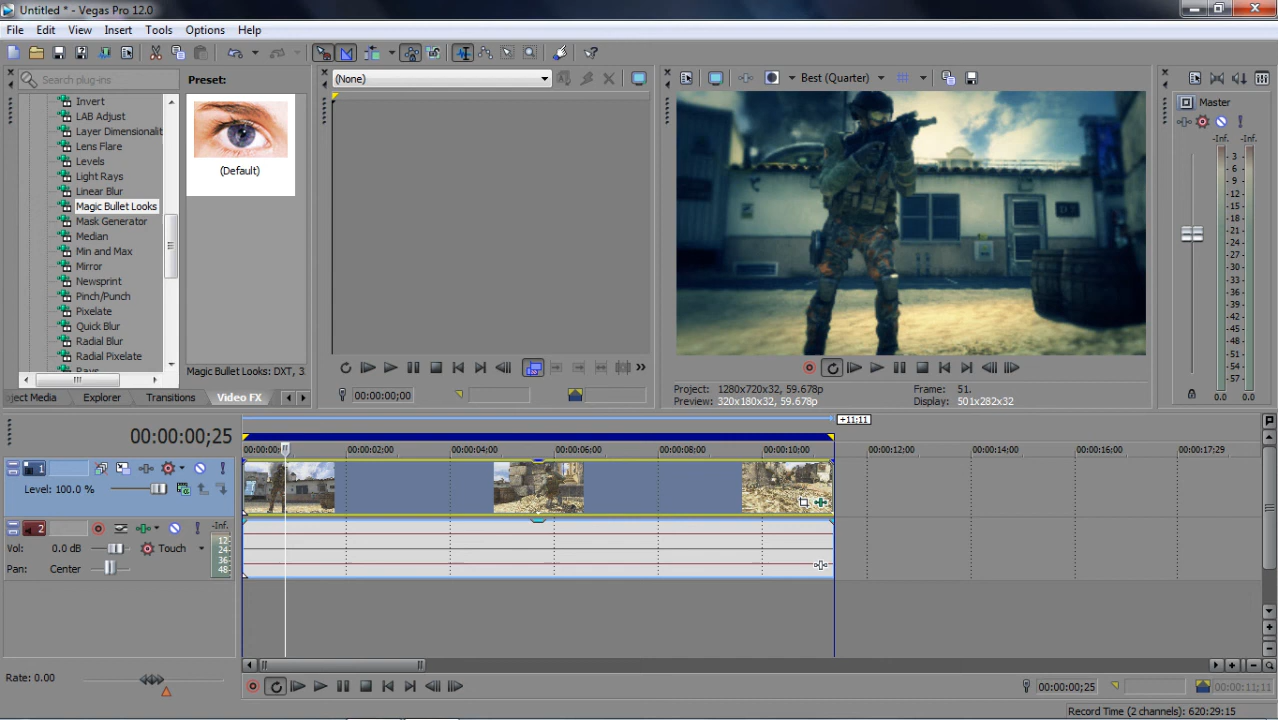 Untitled * - Vegas Pro 12.0
File Edit View Insert Tools Options Help
Search plug-ins
Preset:
(None)
Best (Quarter)
Invert
LAB Adjust
Layer Dimensionalit
Lens Flare
Levels
Light Rays
Linear Blur
Magic Bullet Looks
Mask Generator
Median
Min and Max
Mirror
Newsprint
Pinch/Punch
Pixelate
Quick Blur
Radial Blur
Radial Pixelate
(Default)
Magic Bullet Looks: DXT, 3
oject Media Explorer Transitions Video FX
00:00:00;00
Project: 1280x720x32, 59.678p
Preview: 320x180x32, 59.678p
Frame: 51.
Display: 501x282x32
Master
-Inf. -Inf.
3
6
9
12
15
18
21
24
27
30
33
36
39
42
45
48
51
54
57
0.0 0.0
+11:11
00:00:00;25
00:00:00; 00:00:02;00 00:00:04;00 00:00:06;00 00:00:08;00 00:00:10;00 00:00:12;00 00:00:14;00 00:00:16;00 00:00:17;29
1
Level: 100.0 %
2
-Inf.
Vol: 0.0 dB Touch
Pan: Center
12
24
36
48
Rate: 0.00
00:00:00;25
00:00:11;11
Record Time (2 channels): 620:29:15